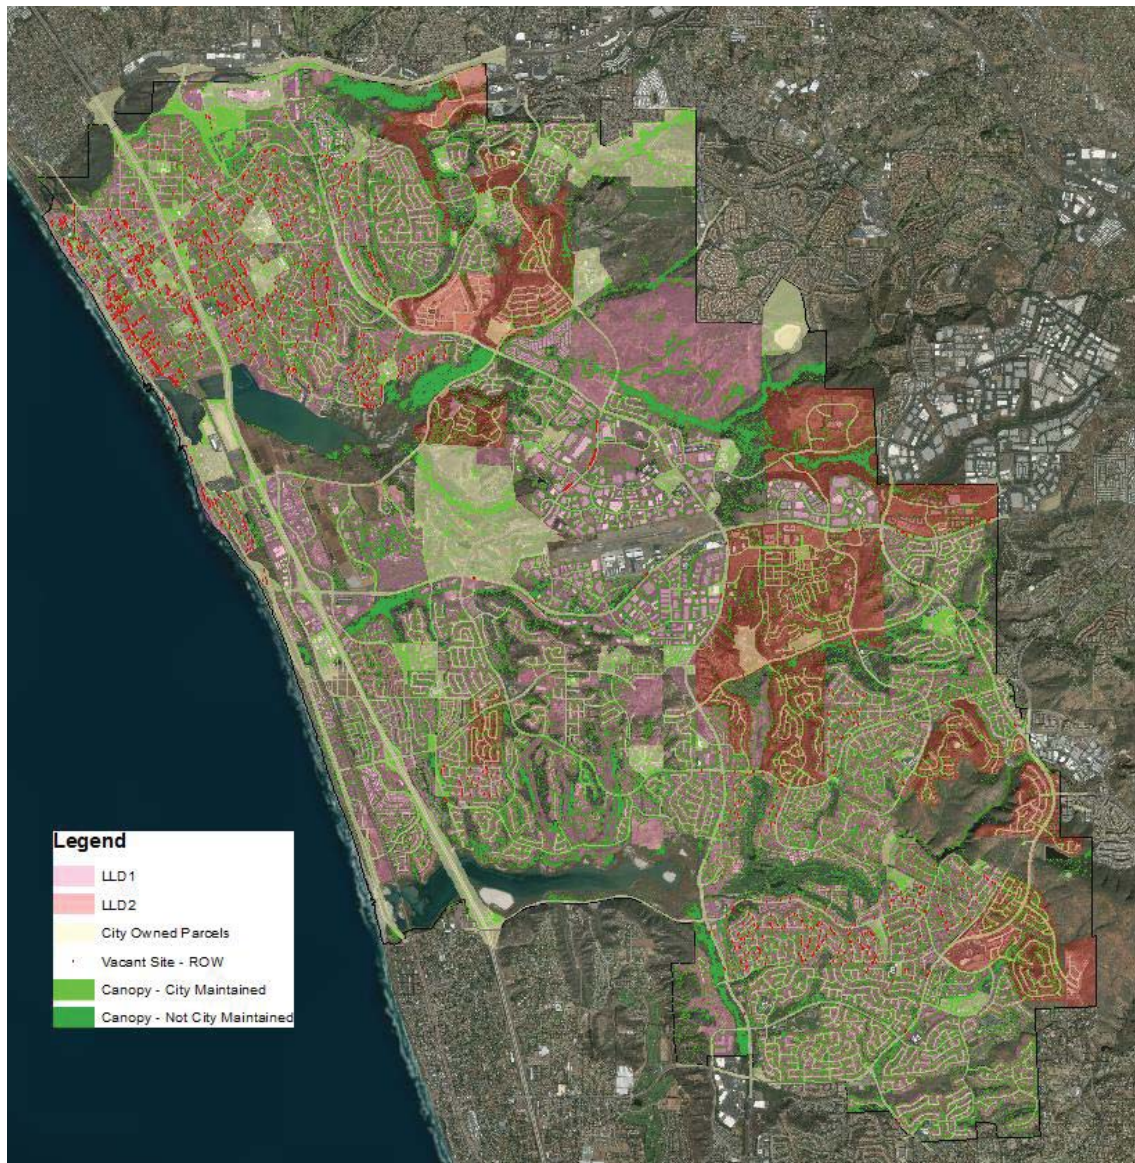 Legend
LLD1
LLD2
City Owned Parcels
Vacant Site - ROW
Canopy - City Maintained
Canopy - Not City Maintained